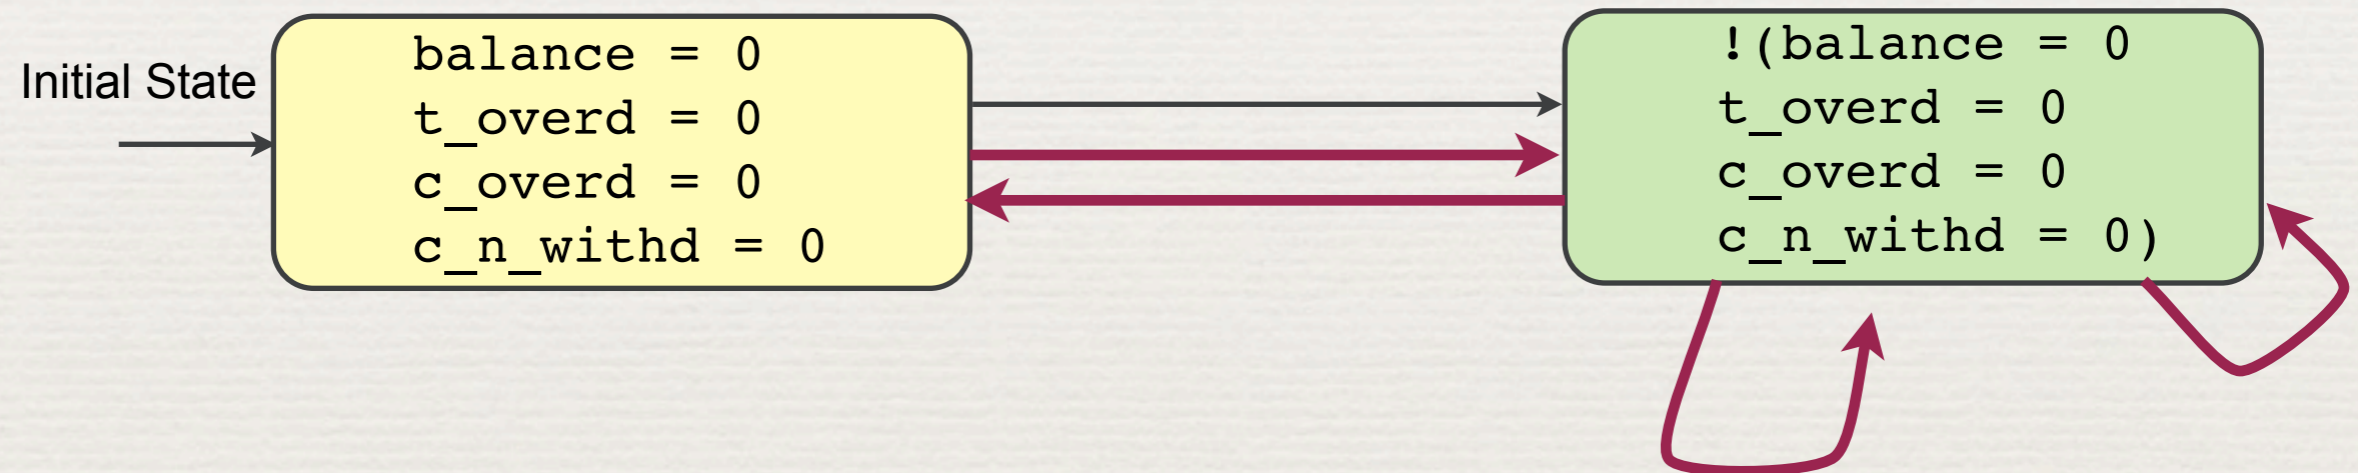 Initial State
balance = 0
t_overd = 0
c_overd = 0
c_n_withd = 0
!(balance = 0
t_overd = 0
c_overd = 0
c_n_withd = 0)